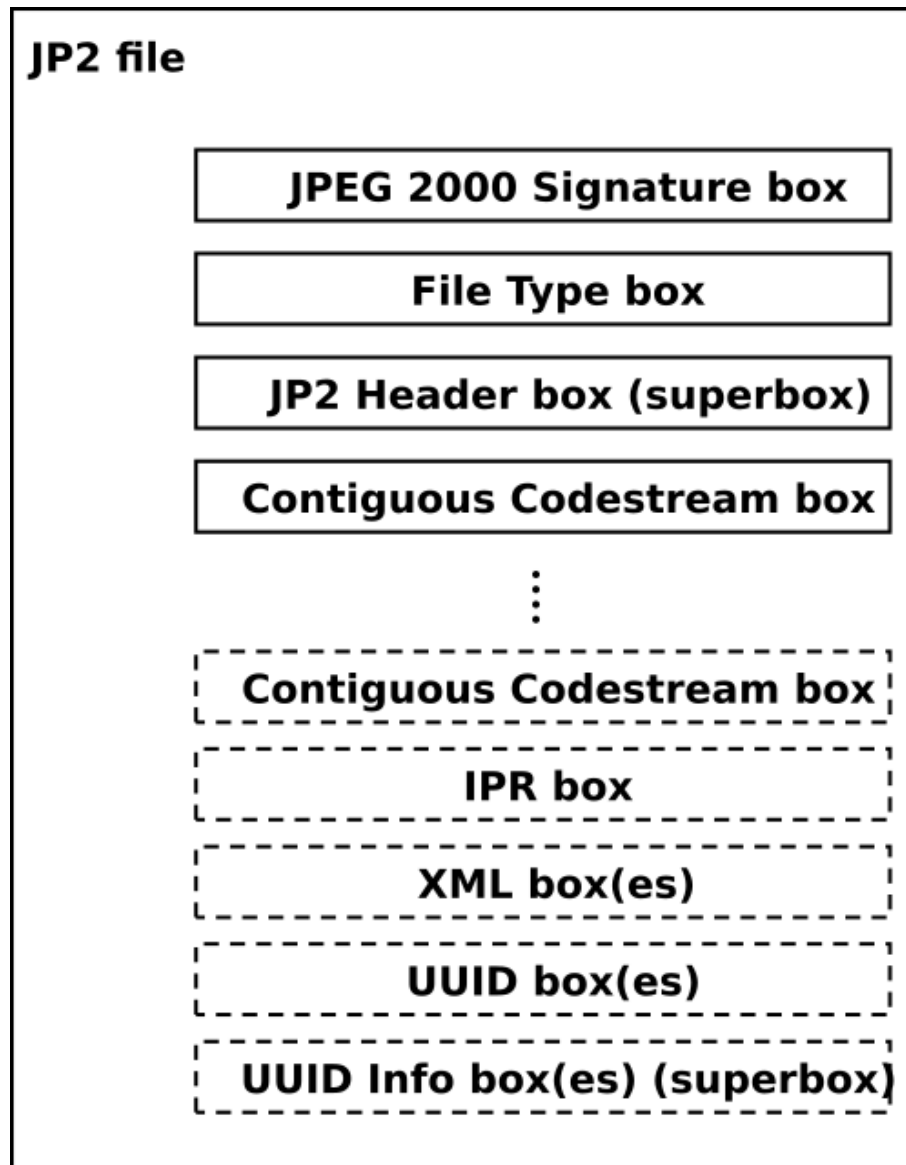 JP2 file
JPEG 2000 Signature box
File Type box
JP2 Header box (superbox)
Contiguous Codestream box
Contiguous Codestream box
IPR box
XML box(es)
UUID box(es)
UUID Info box(es) (superbox)